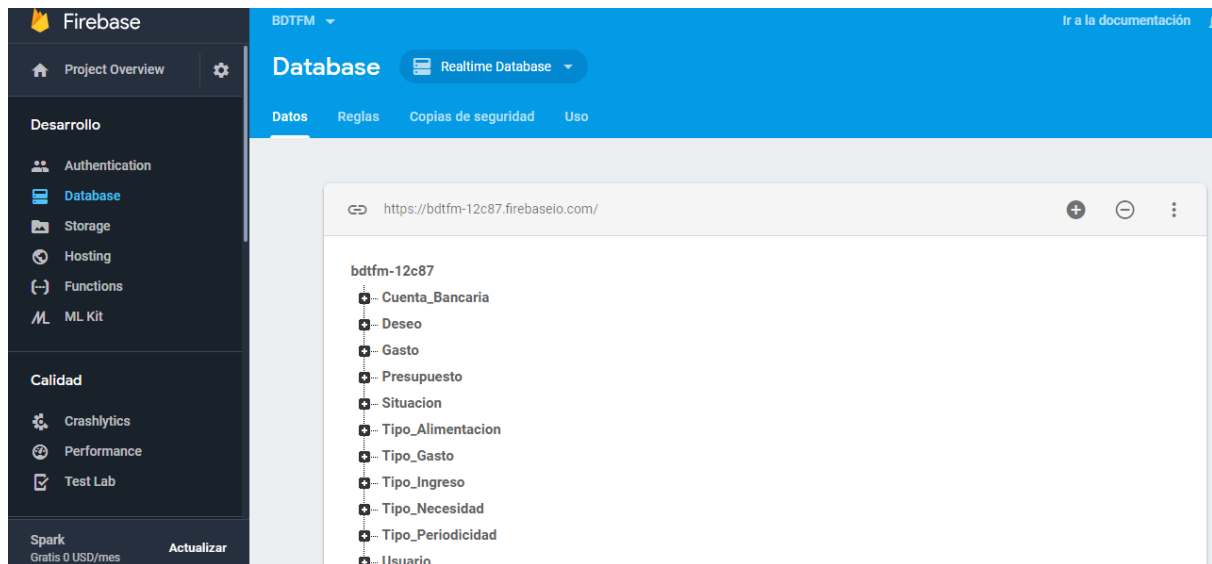 Firebase
Project Overview
Desarrollo
Authentication
Database
Storage
Hosting
Functions
ML Kit
Calidad
Crashlytics
Performance
Test Lab
Spark
Gratis 0 USD/mes
Actualizar
BDTFM
Ir a la documentación
Database
Realtime Database
Datos Reglas Copias de seguridad Uso
https://bdtfm-12c87.firebaseio.com/
bdtfm-12c87
Cuenta_Bancaria
Deseo
Gasto
Presupuesto
Situacion
Tipo_Alimentacion
Tipo_Gasto
Tipo_Ingreso
Tipo_Necesidad
Tipo_Periodicidad
Usuario